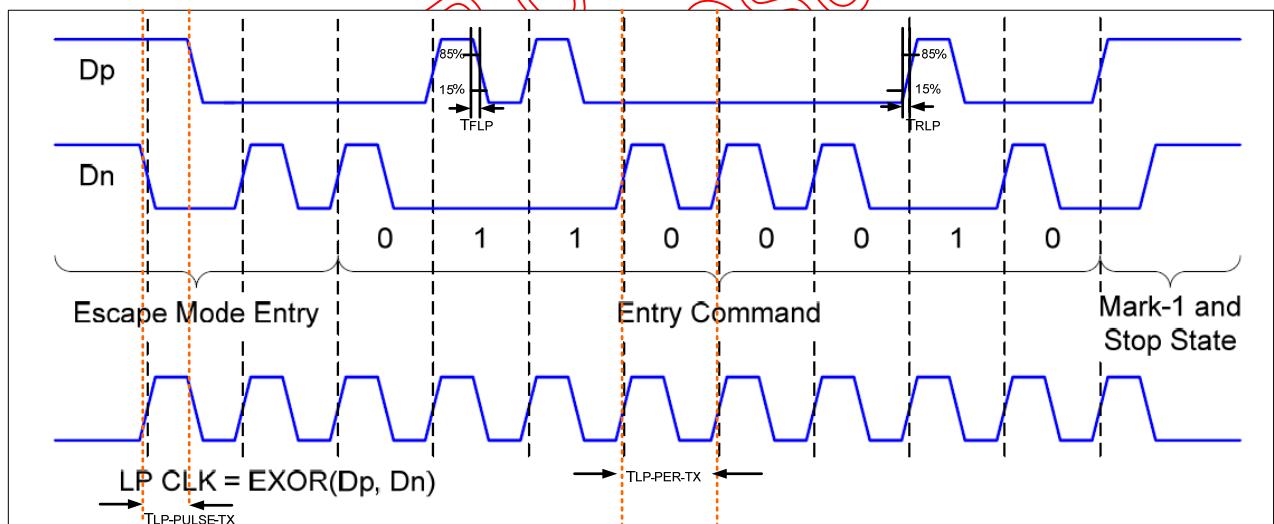 Dp
85%
15%
TFLP
85%
15%
TRLP
Dn
0 1 1 0 0 0 1 0
Escape Mode Entry
Entry Command
Mark-1 and
Stop State
LP CLK = EXOR(Dp, Dn)
TLP-PER-TX
TLP-PULSE-TX